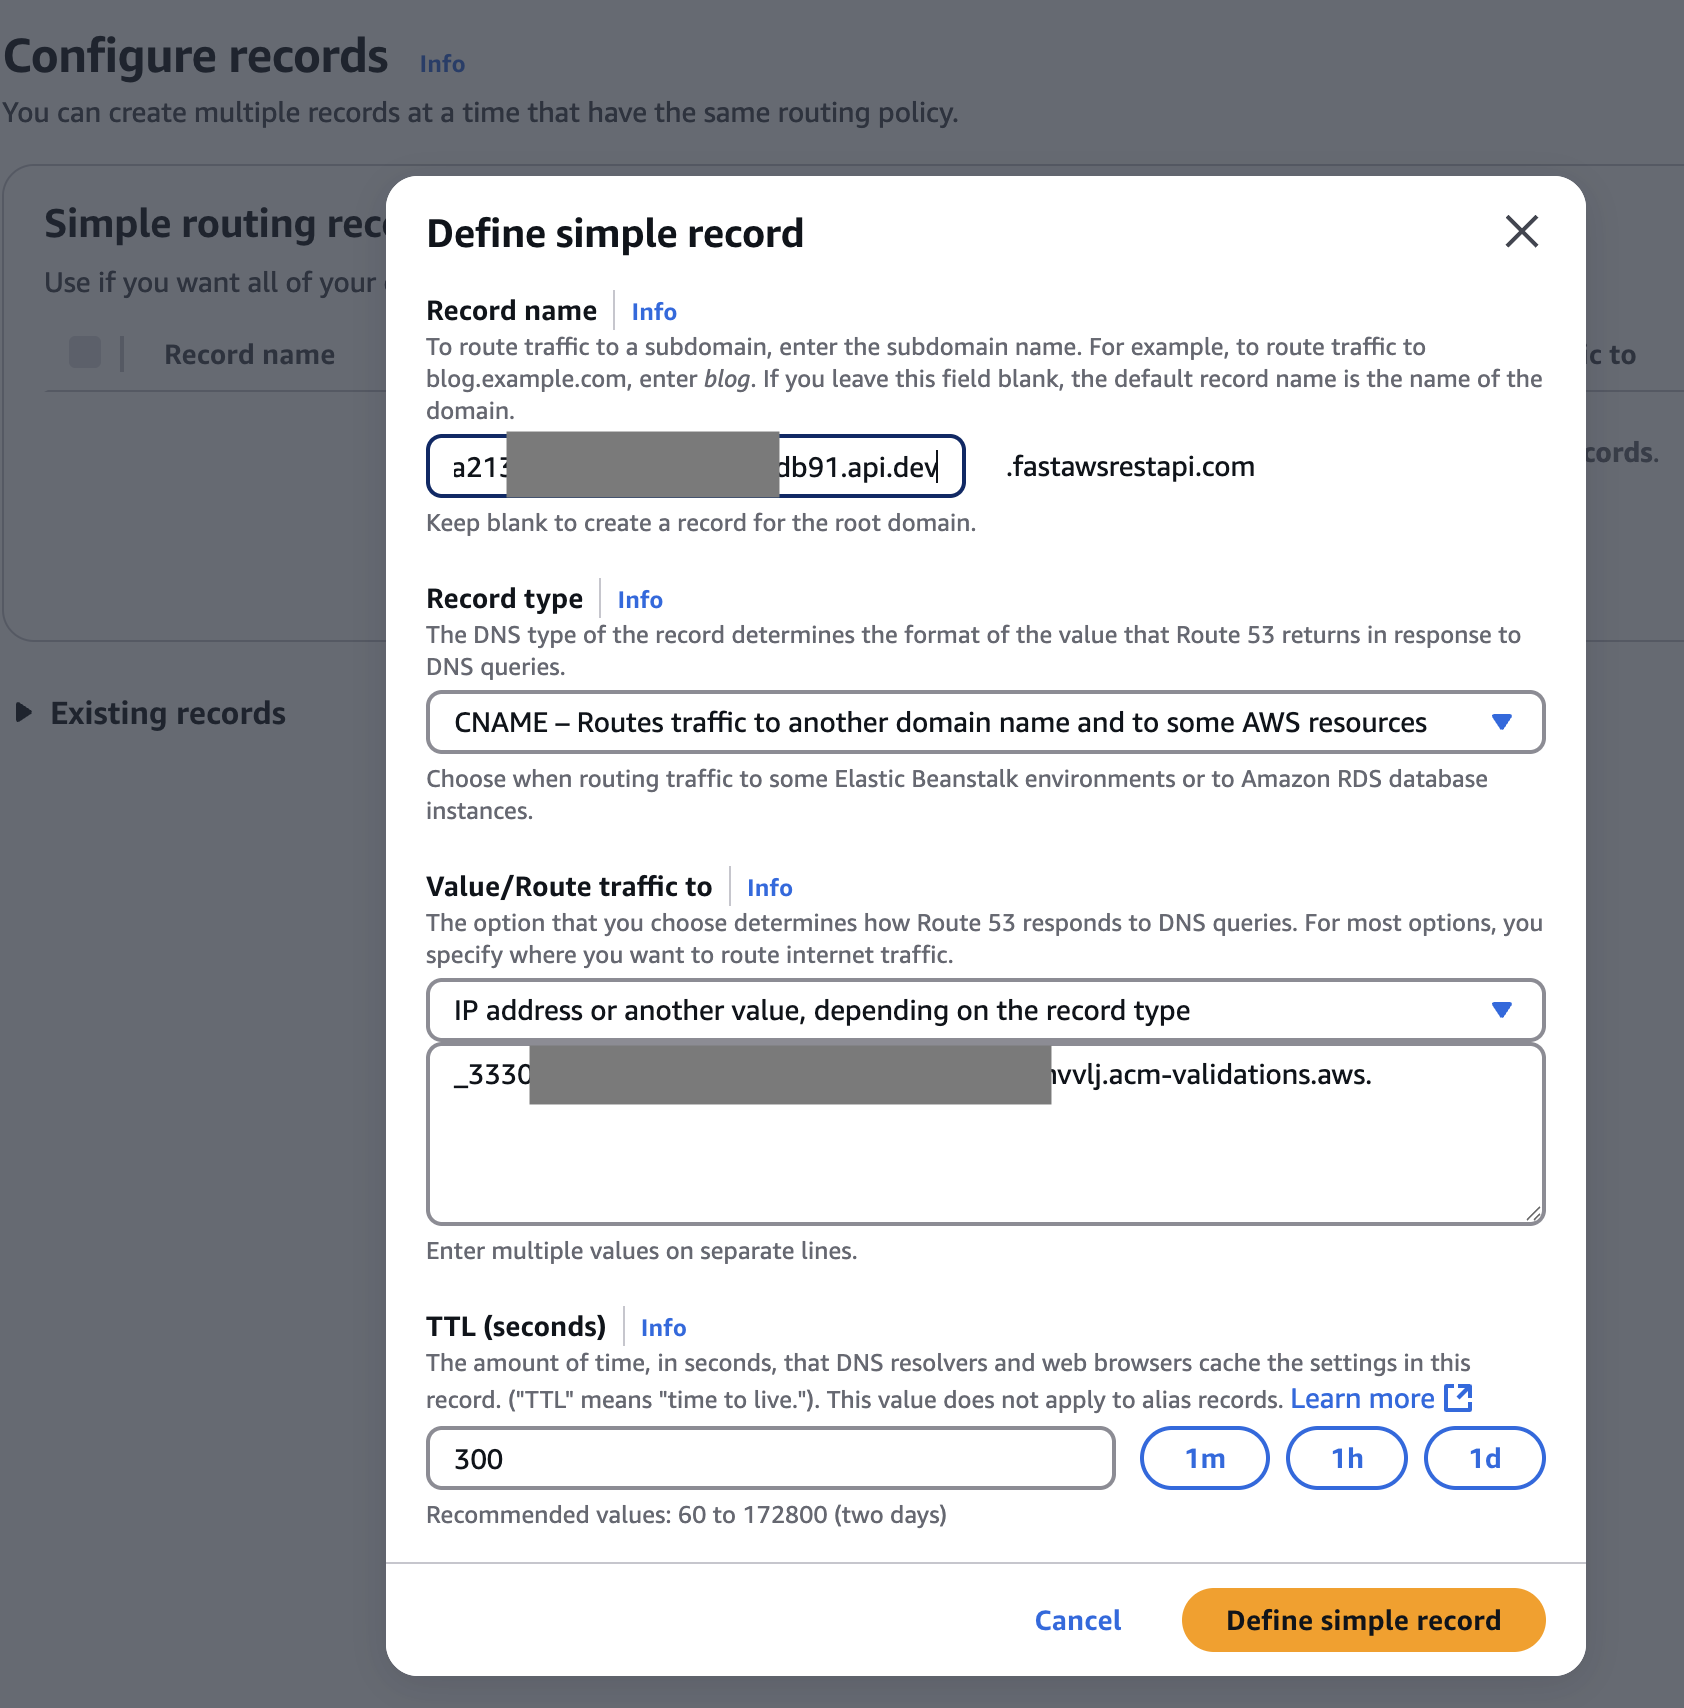 Configure records Info
You can create multiple records at a time that have the same routing policy.
Simple routing
Use if you want all of your
Record name
c to
cords.
Existing records
Define simple record
Record name Info
To route traffic to a subdomain, enter the subdomain name. For example, to route traffic to
blog.example.com, enter blog. If you leave this field blank, the default record name is the name of the
domain.
a213 db91.api.dev .fastawsrestapi.com
Keep blank to create a record for the root domain.
Record type Info
The DNS type of the record determines the format of the value that Route 53 returns in response to
DNS queries.
CNAME – Routes traffic to another domain name and to some AWS resources
Choose when routing traffic to some Elastic Beanstalk environments or to Amazon RDS database
instances.
Value/Route traffic to Info
The option that you choose determines how Route 53 responds to DNS queries. For most options, you
specify where you want to route internet traffic.
IP address or another value, depending on the record type
_3330 vvlj.acm-validations.aws.
Enter multiple values on separate lines.
TTL (seconds) Info
The amount of time, in seconds, that DNS resolvers and web browsers cache the settings in this
record. ("TTL" means "time to live."). This value does not apply to alias records. Learn more
300 1m 1h 1d
Recommended values: 60 to 172800 (two days)
Cancel Define simple record